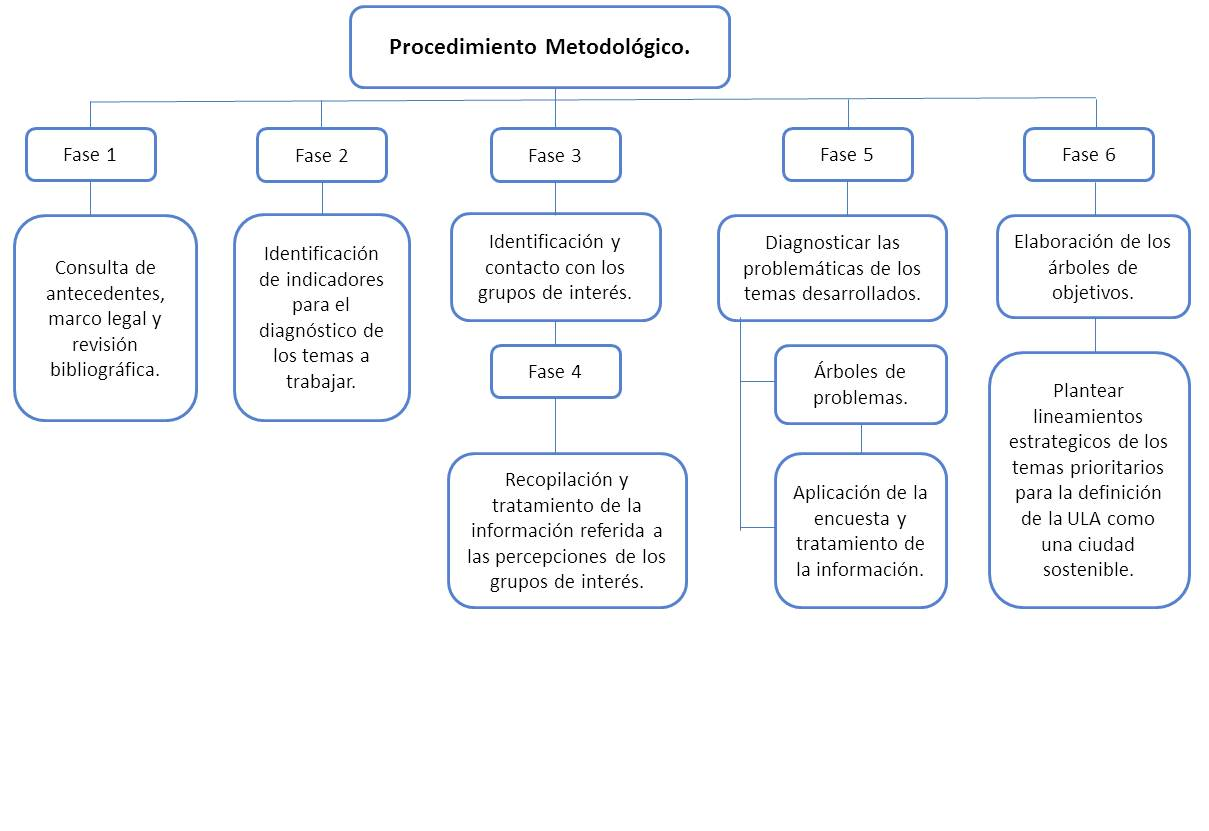 Procedimiento Metodológico.
Fase 1
Consulta de
antecedentes,
marco legal y
revisión
bibliográfica.
Fase 2
Identificación
de indicadores
para el
diagnóstico de
los temas a
trabajar.
Fase 3
Identificación y
contacto con los
grupos de interés.
Fase 4
Recopilación y
tratamiento de la
información referida a
las percepciones de los
grupos de interés.
Fase 5
Diagnosticar las
problemáticas de los
temas desarrollados.
Árboles de
problemas.
Aplicación de la
encuesta y
tratamiento de
la información.
Fase 6
Elaboración de los
árboles de
objetivos.
Plantear
lineamientos
estrategicos de los
temas prioritarios
para la definición
de la ULA como
una ciudad
sostenible.